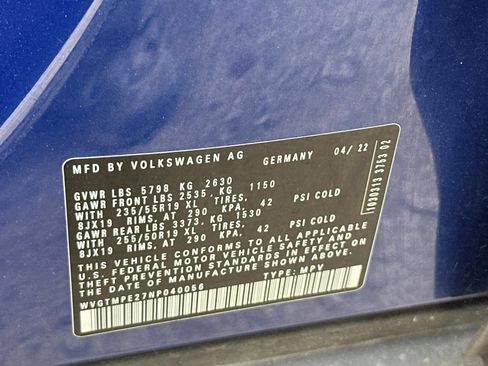 MFD BY VOLKSWAGEN AG GERMANY 04/ 22
GVWR LBS 5798 KG 2630
GAWR FRONT LBS 2535. KG 1150
WITH 235/55R19 XL TIRES.
8JX19 RIMS. AT 290 KPA. 42 PSI COLD
GAWR REAR LBS 3373. KG 1530
WITH 255/50R19 XL TIRES.
8JX19 RIMS. AT 290 KPA. 42 PSI COLD
THIS VEHICLE CONFORMS TO ALL APPLICABLE
U.S. FEDERAL MOTOR VEHICLE SAFETY AND
THEFT PREVENTION STANDARDS IN EFFECT ON
THE DATE OF MANUFACTURE SHOWN ABOVE.
WVGTMPE27NP040056 TYPE: MPV